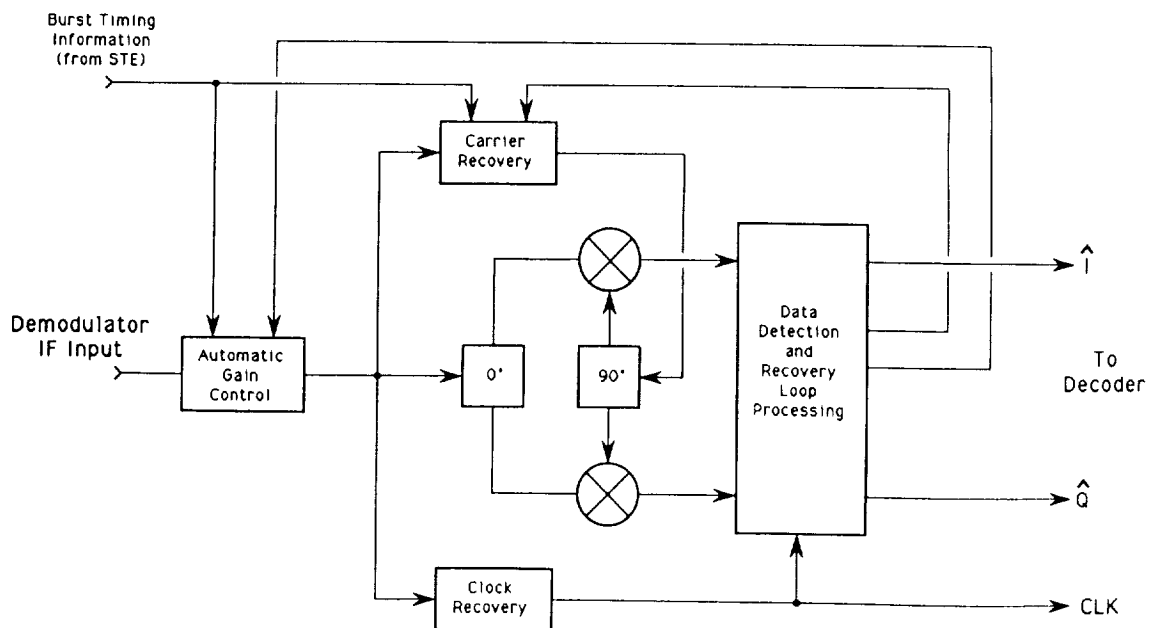 Burst Timing
Information
(from STE)
Carrier
Recovery
Demodulator
IF Input
Automatic
Gain
Control
0°
90°
Data
Detection
and
Recovery
Loop
Processing
Î
To
Decoder
Q̂
Clock
Recovery
CLK